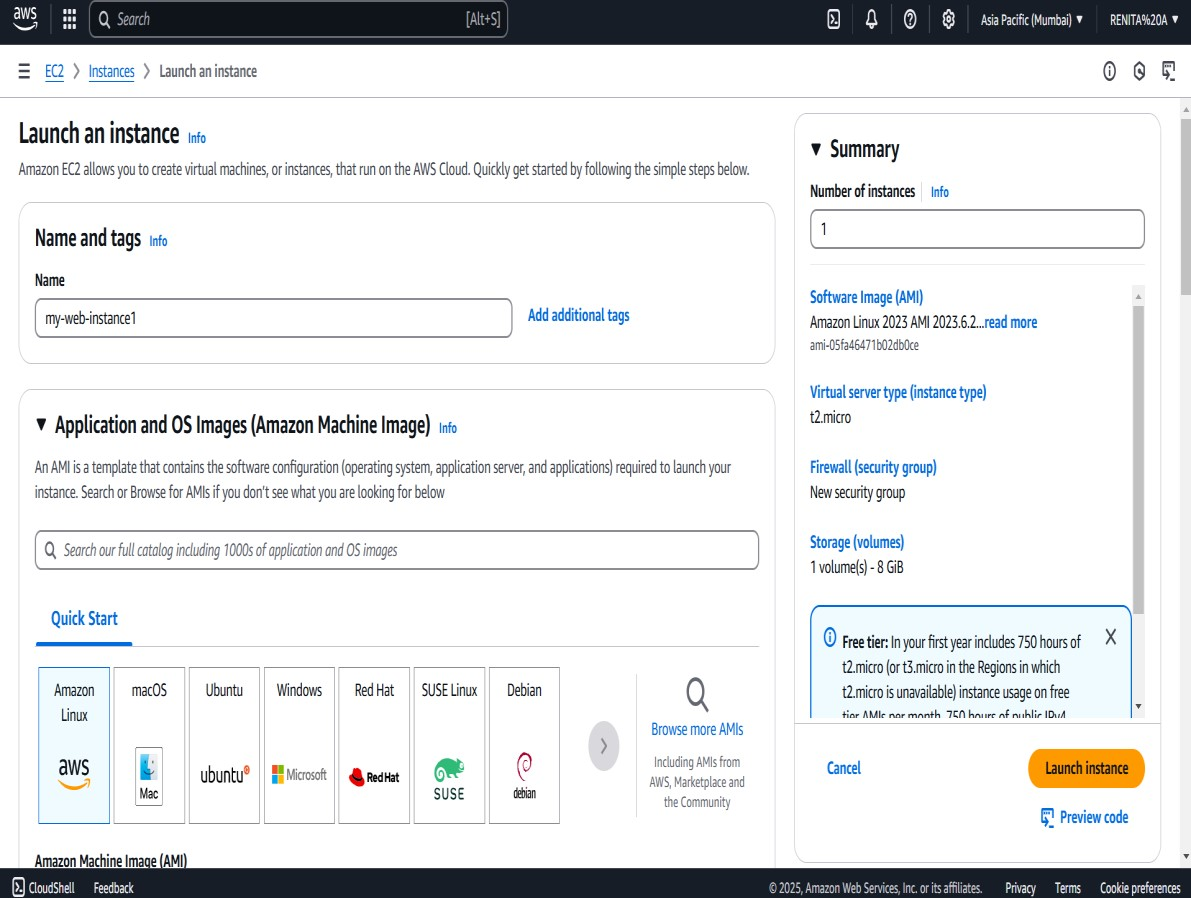 aws
Search [Alt+S]
Asia Pacific (Mumbai) ▼
RENITA%20A ▼
EC2 > Instances > Launch an instance
Launch an instance Info
Amazon EC2 allows you to create virtual machines, or instances, that run on the AWS Cloud. Quickly get started by following the simple steps below.
Name and tags Info
Name
my-web-instance1
Add additional tags
▼ Application and OS Images (Amazon Machine Image) Info
An AMI is a template that contains the software configuration (operating system, application server, and applications) required to launch your
instance. Search or Browse for AMIs if you don't see what you are looking for below
Search our full catalog including 1000s of application and OS images
Quick Start
Amazon
Linux
aws
macOS
Mac
Ubuntu
ubuntu
Windows
Microsoft
Red Hat
Red Hat
SUSE Linux
SUSE
Debian
debian
Browse more AMIs
Including AMIs from
AWS, Marketplace and
the Community
Amazon Machine Image (AMI)
▼ Summary
Number of instances Info
1
Software Image (AMI)
Amazon Linux 2023 AMI 2023.6.2...read more
ami-05fa46471b02db0ce
Virtual server type (instance type)
t2.micro
Firewall (security group)
New security group
Storage (volumes)
1 volume(s) - 8 GiB
Free tier: In your first year includes 750 hours of
t2.micro (or t3.micro in the Regions in which
t2.micro is unavailable) instance usage on free
tier AMIs per month, 750 hours of public IPv4
Cancel
Launch instance
Preview code
CloudShell
Feedback
© 2025, Amazon Web Services, Inc. or its affiliates.
Privacy
Terms
Cookie preferences